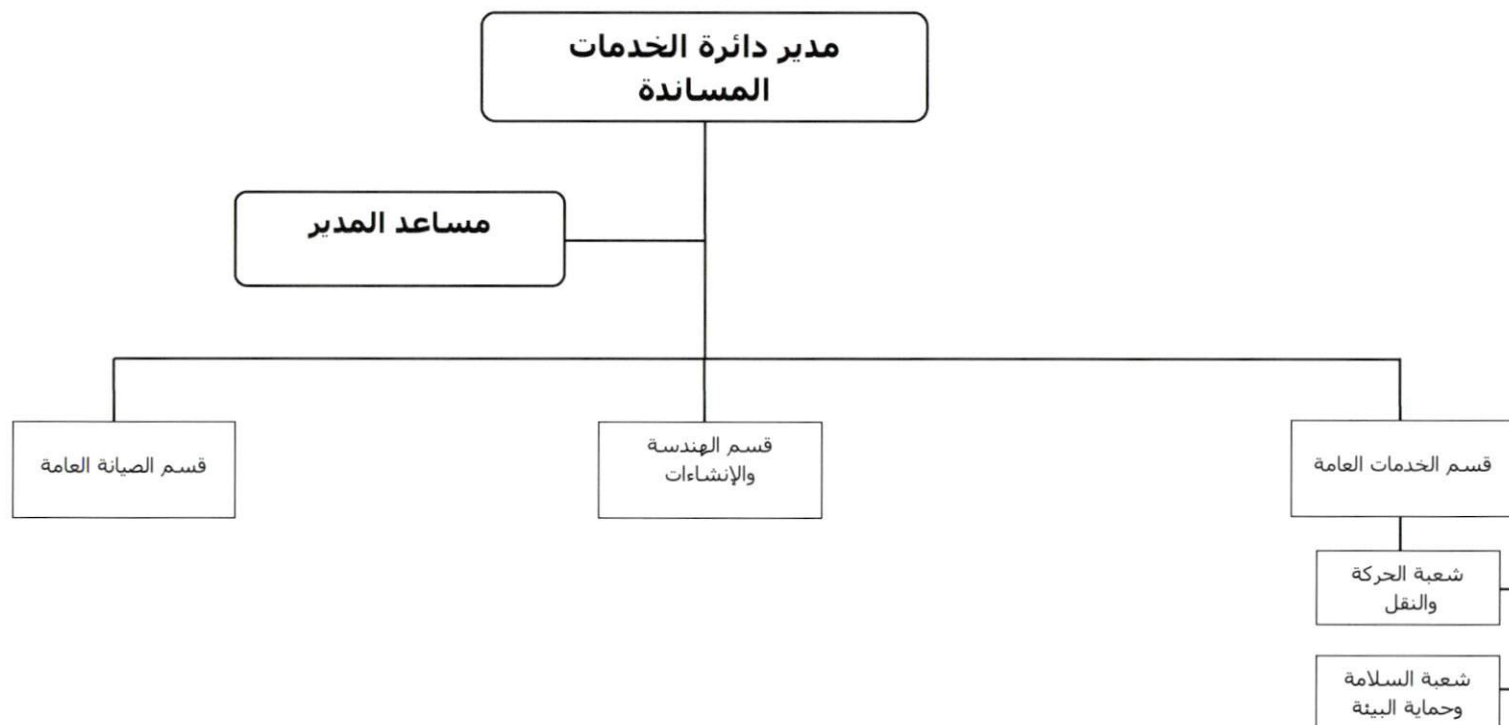 مدير دائرة الخدمات
المساندة
مساعد المدير
قسم الخدمات العامة
قسم الهندسة
والإنشاءات
قسم الصيانة العامة
شعبة الحركة
والنقل
شعبة السلامة
وحماية البيئة